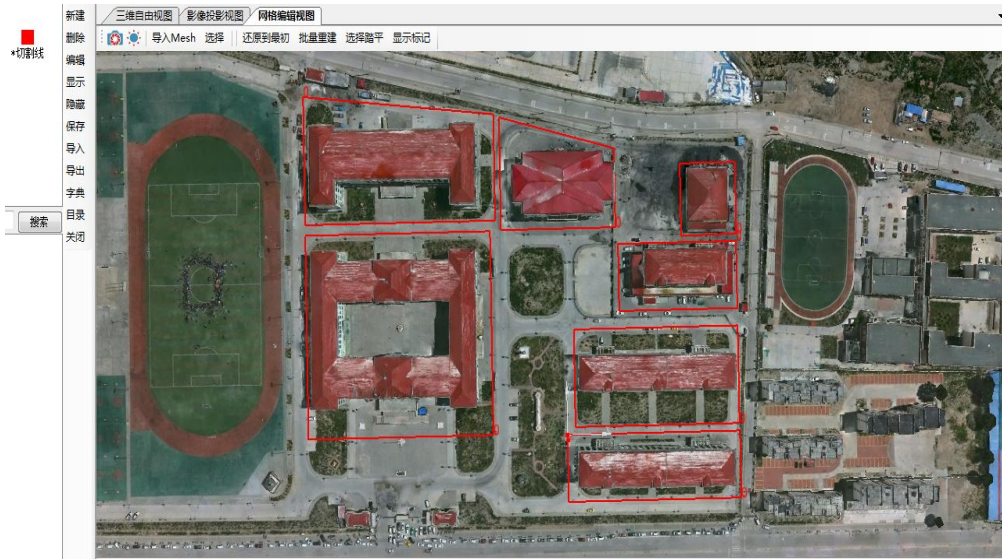 *切割线
搜索
新建
删除
编辑
显示
隐藏
保存
导入
导出
字典
目录
关闭
三维自由视图 影像投影视图 网格编辑视图
导入Mesh 选择 还原到最初 批量重建 选择踏平 显示标记